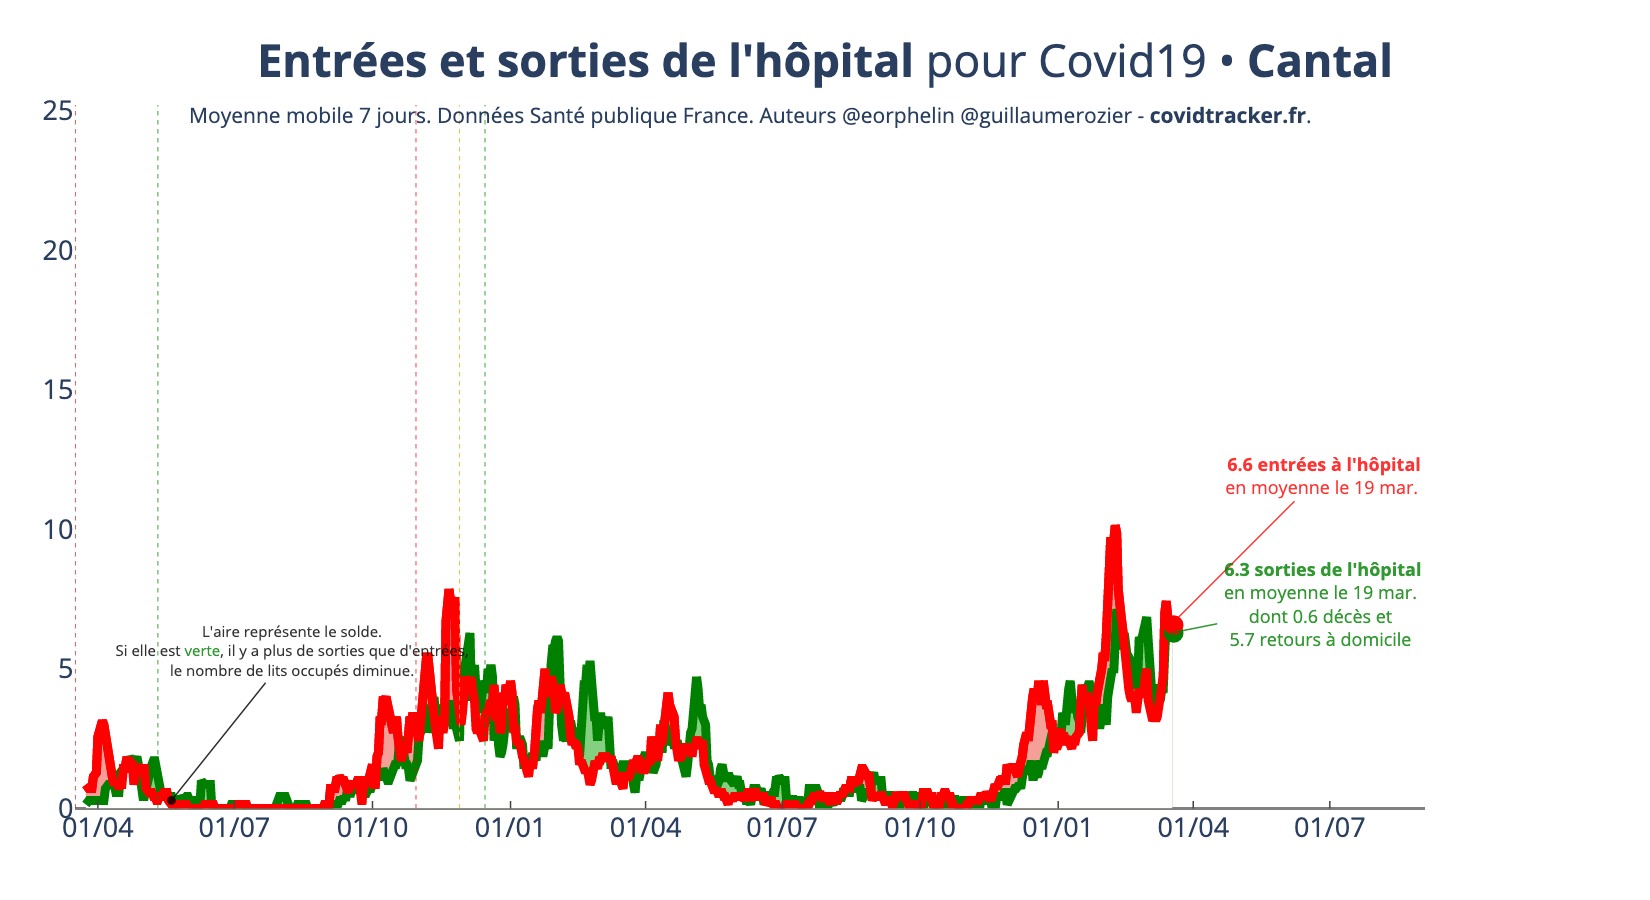 Entrées et sorties de l'hôpital pour Covid19 • Cantal
Moyenne mobile 7 jours. Données Santé publique France. Auteurs @eorphelin @guillaumerozier - covidtracker.fr.
25
20
15
10
5
0
6.6 entrées à l'hôpital
en moyenne le 19 mar.
6.3 sorties de l'hôpital
en moyenne le 19 mar.
dont 0.6 décès et
5.7 retours à domicile
L'aire représente le solde.
Si elle est verte, il y a plus de sorties que d'entrées,
le nombre de lits occupés diminue.
01/04 01/07 01/10 01/01 01/04 01/07 01/10 01/01 01/04 01/07